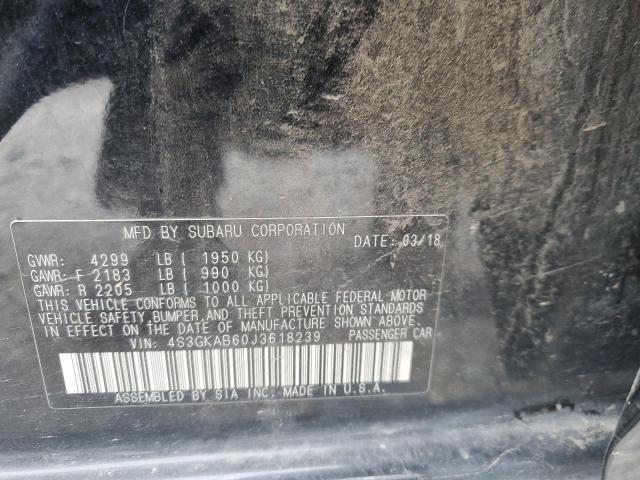 MFD BY SUBARU CORPORATION
DATE: 03/18
GVWR: 4299 LB ( 1950 KG)
GAWR: F 2183 LB ( 990 KG)
GAWR: R 2205 LB ( 1000 KG)
THIS VEHICLE CONFORMS TO ALL APPLICABLE FEDERAL MOTOR
VEHICLE SAFETY, BUMPER, AND THEFT PREVENTION STANDARDS
IN EFFECT ON THE DATE OF MANUFACTURE SHOWN ABOVE.
VIN: 4S3GKAB60J3618239 PASSENGER CAR
ASSEMBLED BY SIA INC. MADE IN U.S.A.